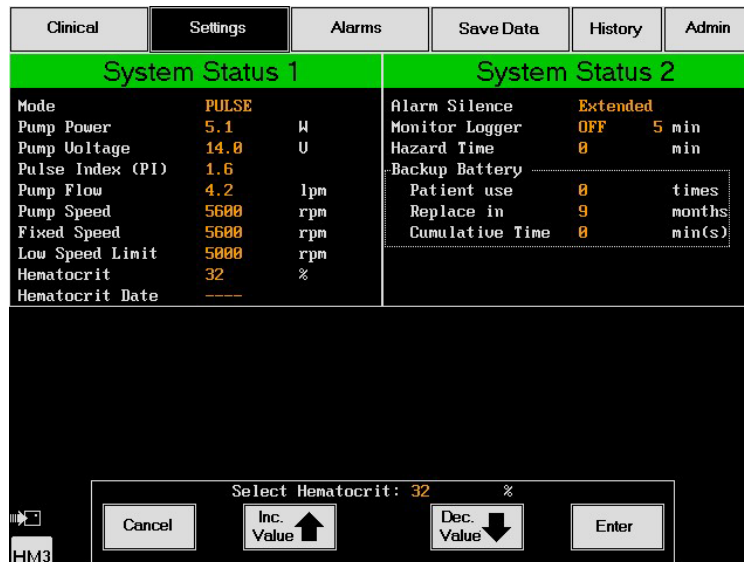 Clinical Settings Alarms Save Data History Admin
System Status 1
Mode PULSE
Pump Power 5.1 W
Pump Voltage 14.0 V
Pulse Index (PI) 1.6
Pump Flow 4.2 lpm
Pump Speed 5600 rpm
Fixed Speed 5600 rpm
Low Speed Limit 5000 rpm
Hematocrit 32 %
Hematocrit Date ----
System Status 2
Alarm Silence Extended
Monitor Logger OFF 5 min
Hazard Time 0 min
Backup Battery
Patient use 0 times
Replace in 9 months
Cumulative Time 0 min(s)
Select Hematocrit: 32 %
Cancel
Inc.
Value
Dec.
Value
Enter
HM3